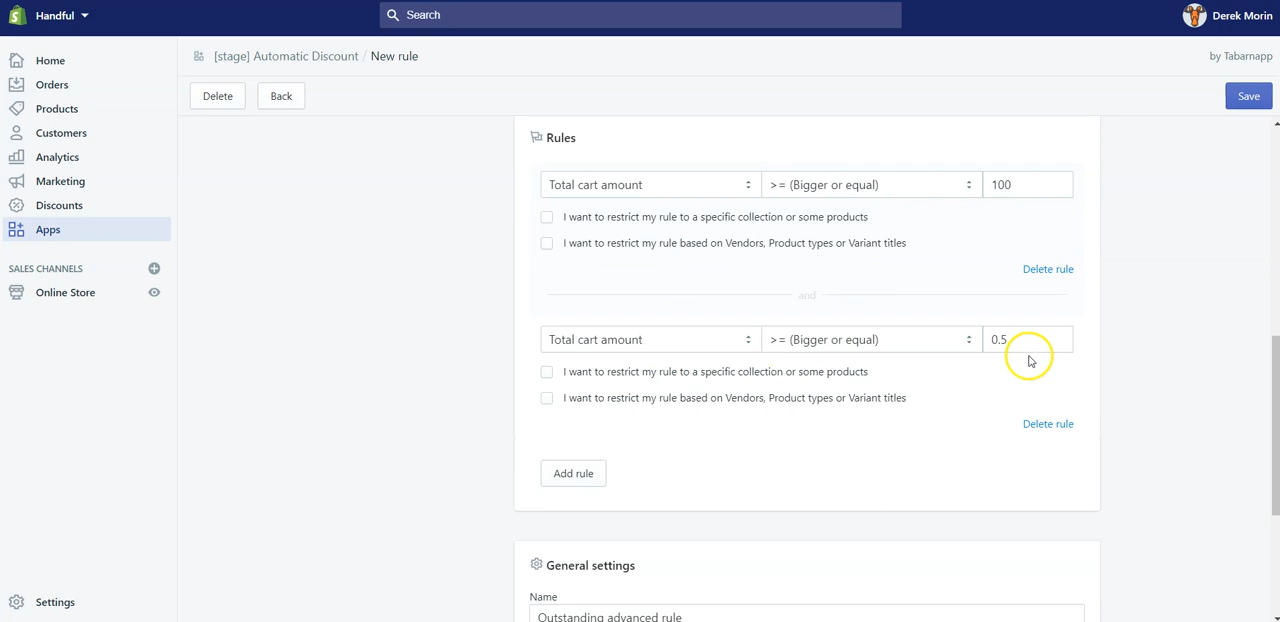 Handful
Search
Derek Morin
[stage] Automatic Discount / New rule
by Tabarnapp
Delete
Back
Save
Home
Orders
Products
Customers
Analytics
Marketing
Discounts
Apps
SALES CHANNELS
Online Store
Settings
Rules
Total cart amount
>= (Bigger or equal)
100
I want to restrict my rule to a specific collection or some products
I want to restrict my rule based on Vendors, Product types or Variant titles
Delete rule
and
Total cart amount
>= (Bigger or equal)
0.5
I want to restrict my rule to a specific collection or some products
I want to restrict my rule based on Vendors, Product types or Variant titles
Delete rule
Add rule
General settings
Name
Outstanding advanced rule